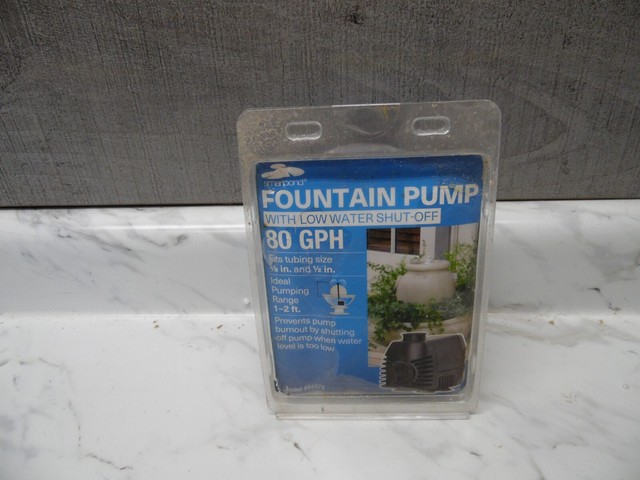 smartpond®
FOUNTAIN PUMP
WITH LOW WATER SHUT-OFF
80 GPH
Fits tubing size
in. and ½ in.
Ideal
Pumping
Range
1–2 ft.
Prevents pump
burnout by shutting
off pump when water
level is too low